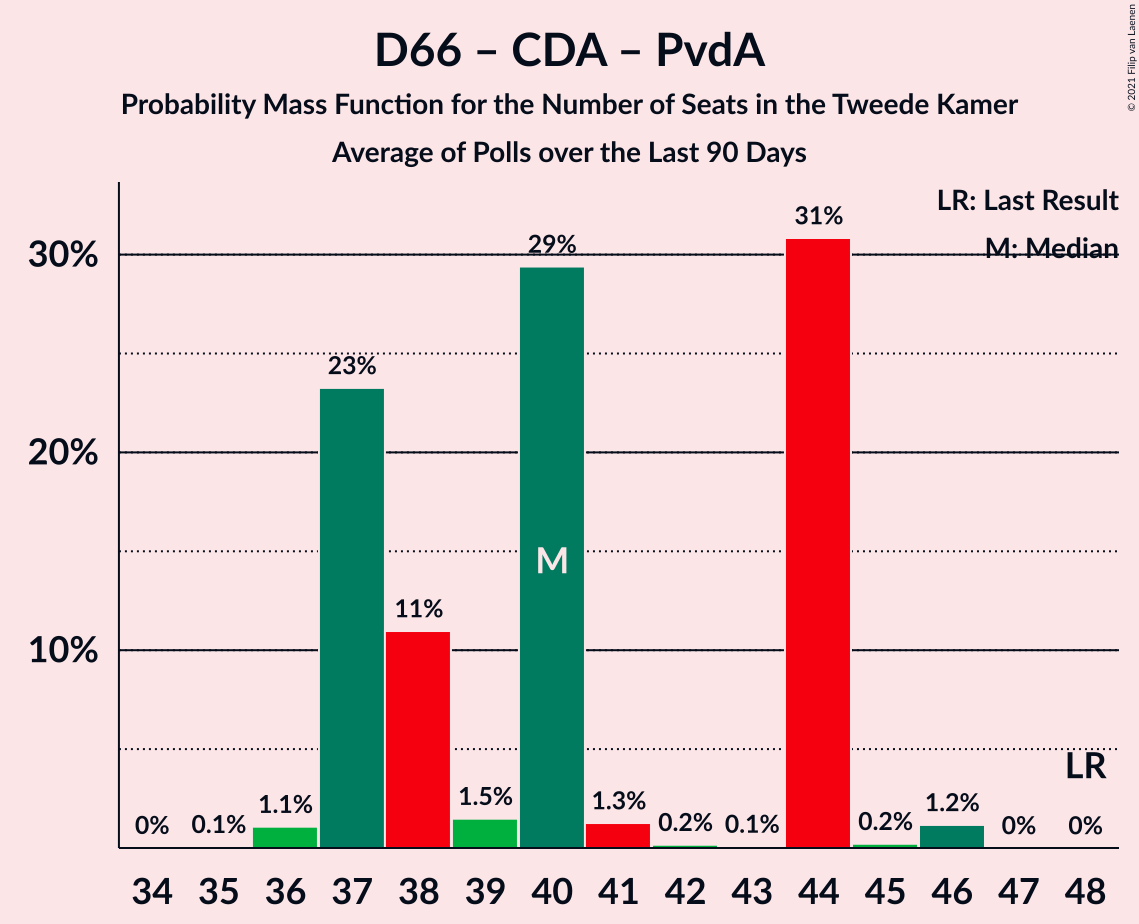 D66 – CDA – PvdA
Probability Mass Function for the Number of Seats in the Tweede Kamer
Average of Polls over the Last 90 Days
© 2021 Filip van Laenen
LR: Last Result
M: Median
30%
20%
10%
0%
0.1%
1.1%
23%
11%
1.5%
29%
1.3%
0.2%
0.1%
31%
0.2%
1.2%
0%
0%
M
LR
34 35 36 37 38 39 40 41 42 43 44 45 46 47 48